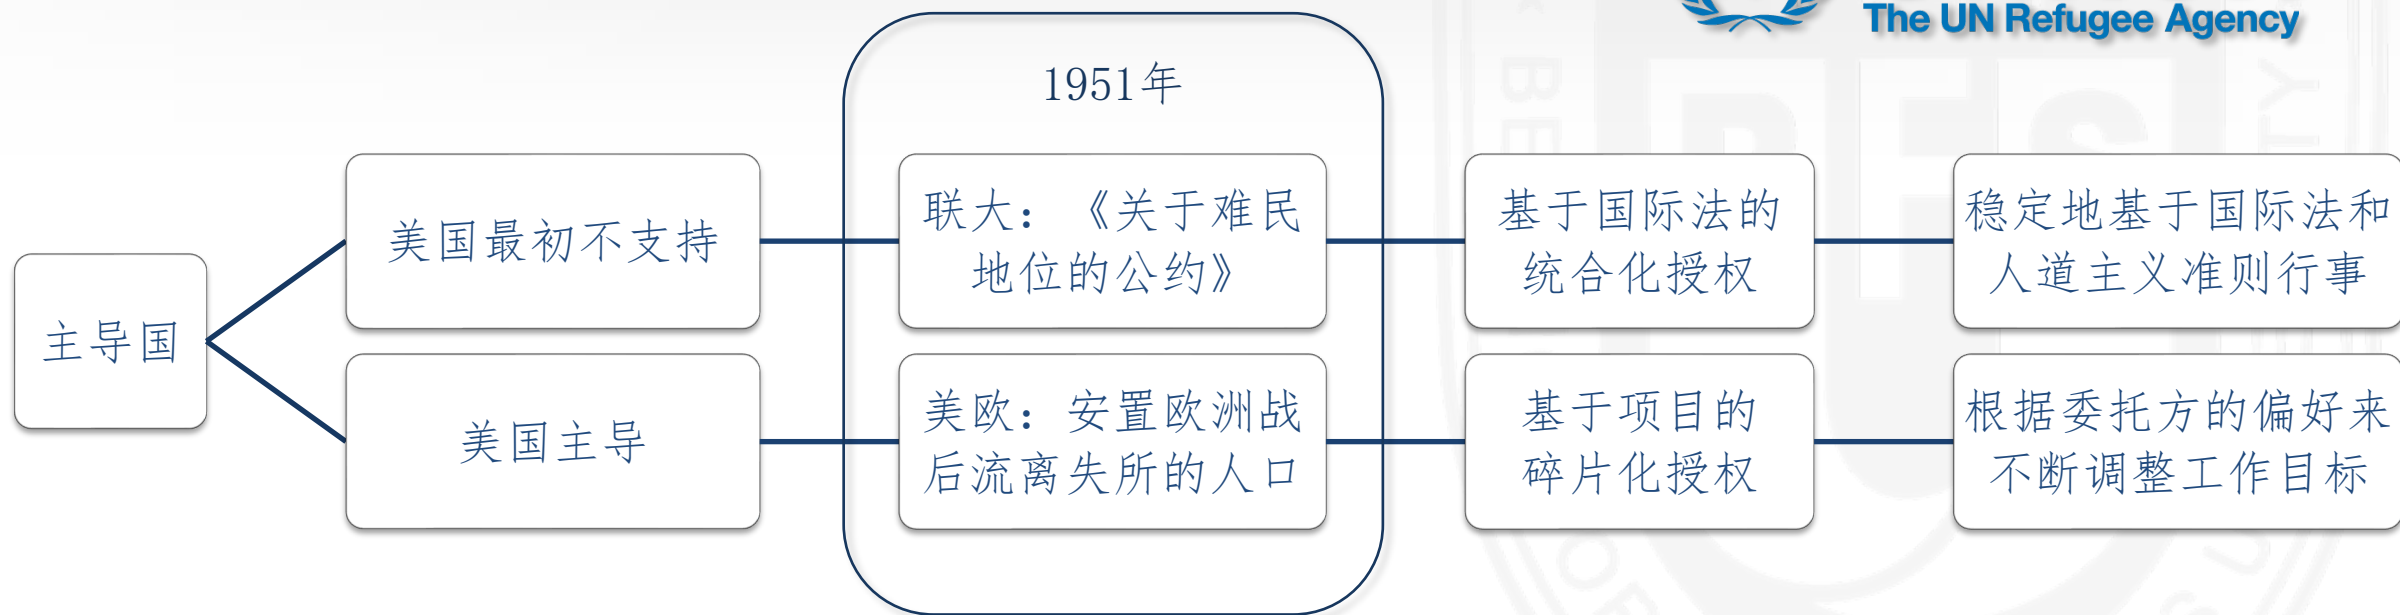 The UN Refugee Agency
1951年
主导国
美国最初不支持
联大：《关于难民
地位的公约》
基于国际法的
统合化授权
稳定地基于国际法和
人道主义准则行事
美国主导
美欧：安置欧洲战
后流离失所的人口
基于项目的
碎片化授权
根据委托方的偏好来
不断调整工作目标